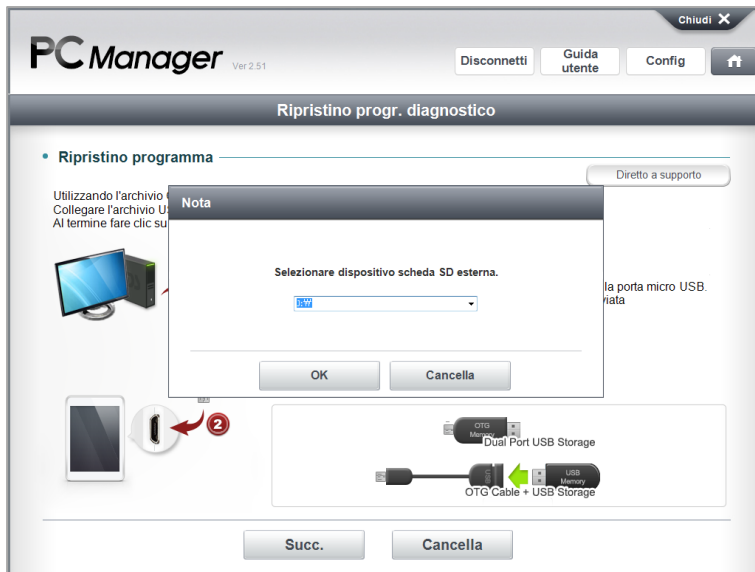 Chiudi X
PC Manager Ver 2.51
Disconnetti
Guida utente
Config
Ripristino progr. diagnostico
Ripristino programma
Diretto a supporto
Utilizzando l'archivio
Collegare l'archivio
Al termine fare clic su
Nota
Selezionare dispositivo scheda SD esterna.
OK
Cancella
la porta micro USB.
2
OTG
Memory
Dual Port USB Storage
USB
USB
Memory
OTG Cable + USB Storage
Succ.
Cancella